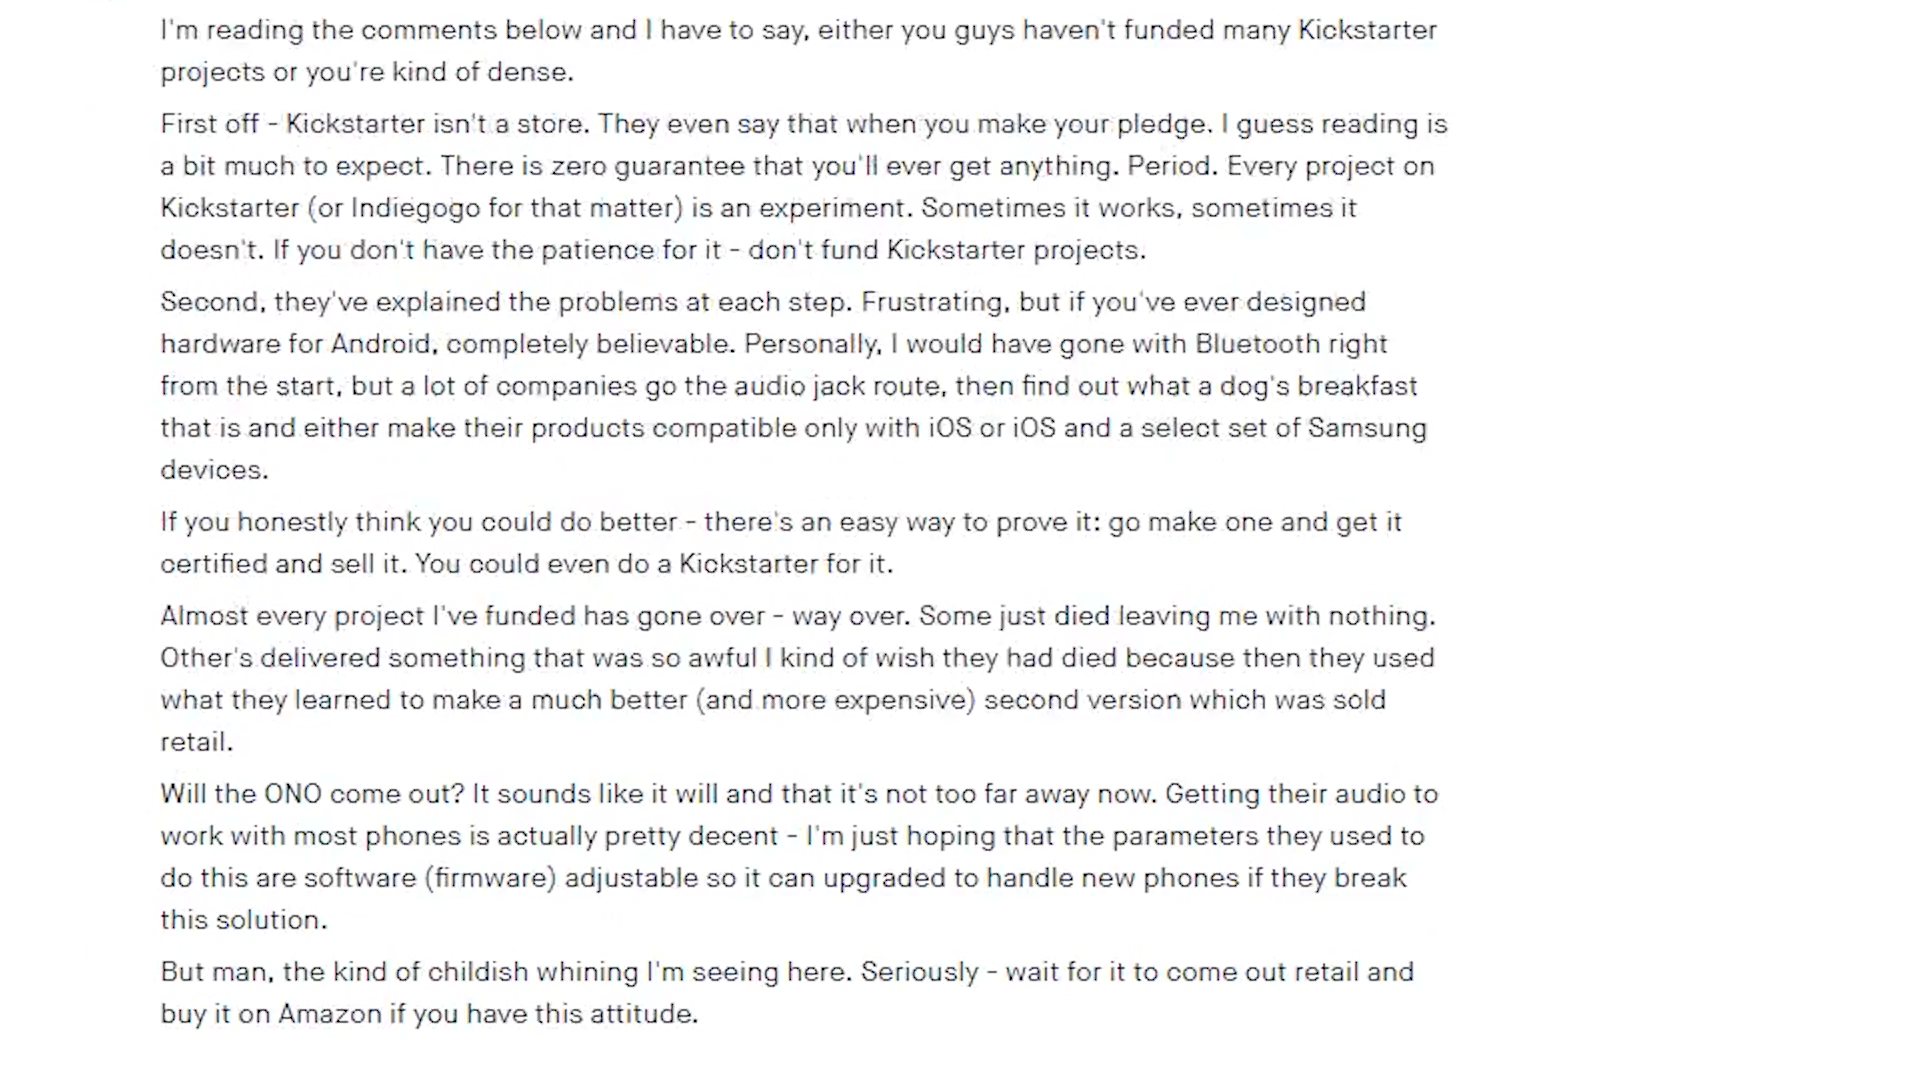 I'm reading the comments below and I have to say, either you guys haven't funded many Kickstarter
projects or you're kind of dense.
First off - Kickstarter isn't a store. They even say that when you make your pledge. I guess reading is
a bit much to expect. There is zero guarantee that you'll ever get anything. Period. Every project on
Kickstarter (or Indiegogo for that matter) is an experiment. Sometimes it works, sometimes it
doesn't. If you don't have the patience for it - don't fund Kickstarter projects.
Second, they've explained the problems at each step. Frustrating, but if you've ever designed
hardware for Android, completely believable. Personally, I would have gone with Bluetooth right
from the start, but a lot of companies go the audio jack route, then find out what a dog's breakfast
that is and either make their products compatible only with iOS or iOS and a select set of Samsung
devices.
If you honestly think you could do better - there's an easy way to prove it: go make one and get it
certified and sell it. You could even do a Kickstarter for it.
Almost every project I've funded has gone over - way over. Some just died leaving me with nothing.
Other's delivered something that was so awful I kind of wish they had died because then they used
what they learned to make a much better (and more expensive) second version which was sold
retail.
Will the ONO come out? It sounds like it will and that it's not too far away now. Getting their audio to
work with most phones is actually pretty decent - I'm just hoping that the parameters they used to
do this are software (firmware) adjustable so it can upgraded to handle new phones if they break
this solution.
But man, the kind of childish whining I'm seeing here. Seriously - wait for it to come out retail and
buy it on Amazon if you have this attitude.